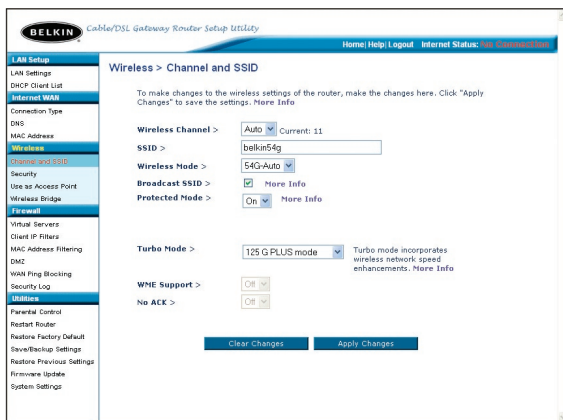 BELKIN
Cable/DSL Gateway Router Setup Utility
Home| Help| Logout Internet Status: No Connection
LAN Setup
LAN Settings
DHCP Client List
Internet WAN
Connection Type
DNS
MAC Address
Wireless
Channel and SSID
Security
Use as Access Point
Wireless Bridge
Firewall
Virtual Servers
Client IP Filters
MAC Address Filtering
DMZ
WAN Ping Blocking
Security Log
Utilities
Parental Control
Restart Router
Restore Factory Default
Save/Backup Settings
Restore Previous Settings
Firmware Update
System Settings
Wireless > Channel and SSID
To make changes to the wireless settings of the router, make the changes here. Click "Apply
Changes" to save the settings. More Info
Wireless Channel > Auto Current: 11
SSID > belkin54g
Wireless Mode > 54G-Auto
Broadcast SSID > More Info
Protected Mode > On More Info
Turbo Mode > 125 G PLUS mode Turbo mode incorporates
wireless network speed
enhancements. More Info
WME Support > Off
No ACK > Off
Clear Changes Apply Changes